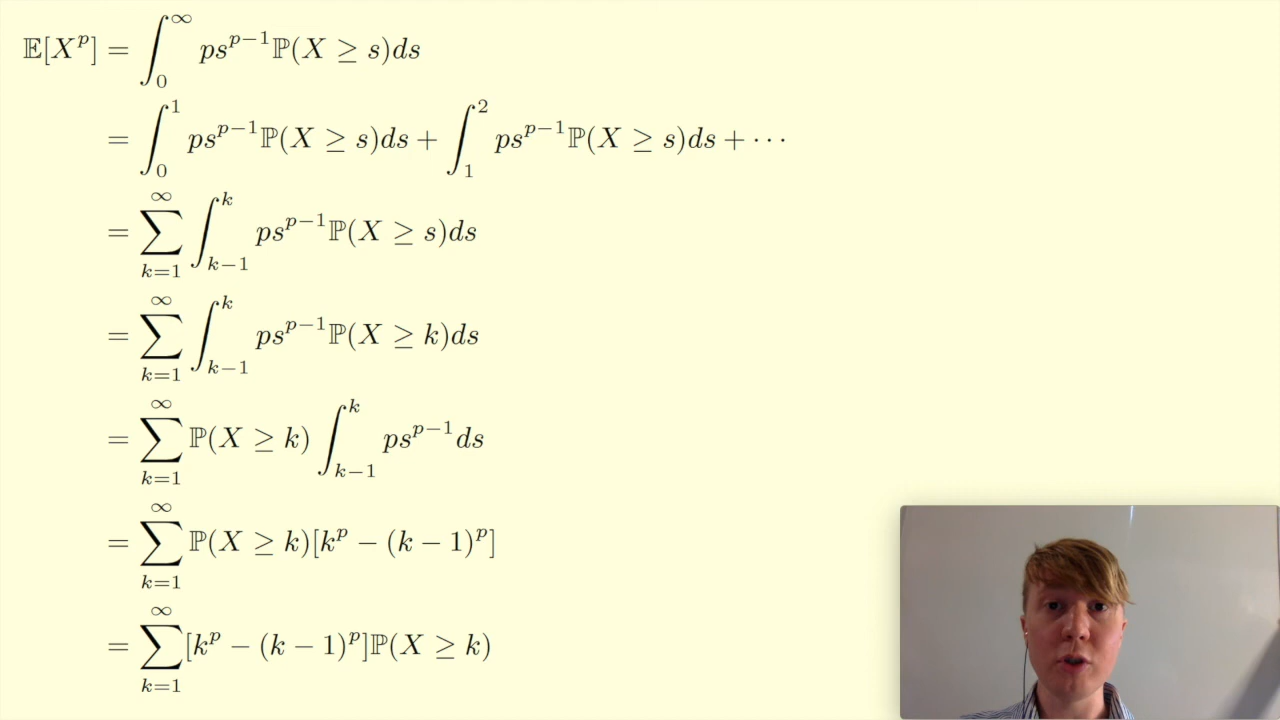 𝔼[X^p] = ∫_0^∞ ps^{p−1}ℙ(X ≥ s)ds
= ∫_0^1 ps^{p−1}ℙ(X ≥ s)ds + ∫_1^2 ps^{p−1}ℙ(X ≥ s)ds + ⋯
= ∑_{k=1}^∞ ∫_{k−1}^k ps^{p−1}ℙ(X ≥ s)ds
= ∑_{k=1}^∞ ∫_{k−1}^k ps^{p−1}ℙ(X ≥ k)ds
= ∑_{k=1}^∞ ℙ(X ≥ k) ∫_{k−1}^k ps^{p−1}ds
= ∑_{k=1}^∞ ℙ(X ≥ k)[k^p − (k − 1)^p]
= ∑_{k=1}^∞ [k^p − (k − 1)^p]ℙ(X ≥ k)